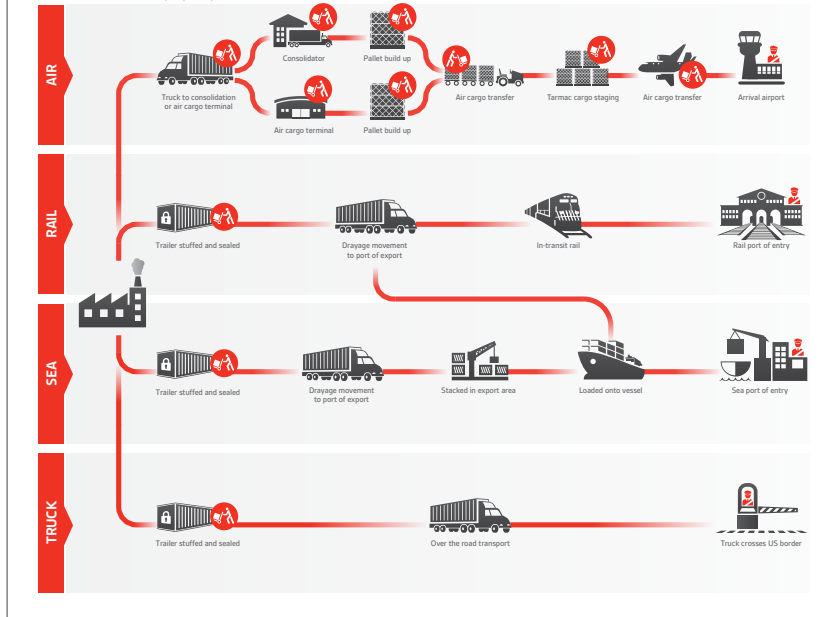 AIR
Consolidator
Pallet build up
Truck to consolidation
or air cargo terminal
Air cargo transfer
Tarmac cargo staging
Air cargo transfer
Arrival airport
Air cargo terminal
Pallet build up
RAIL
Trailer stuffed and sealed
Drayage movement
to port of export
In-transit rail
Rail port of entry
SEA
Trailer stuffed and sealed
Drayage movement
to port of export
Stacked in export area
Loaded onto vessel
Sea port of entry
TRUCK
Trailer stuffed and sealed
Over the road transport
Truck crosses US border